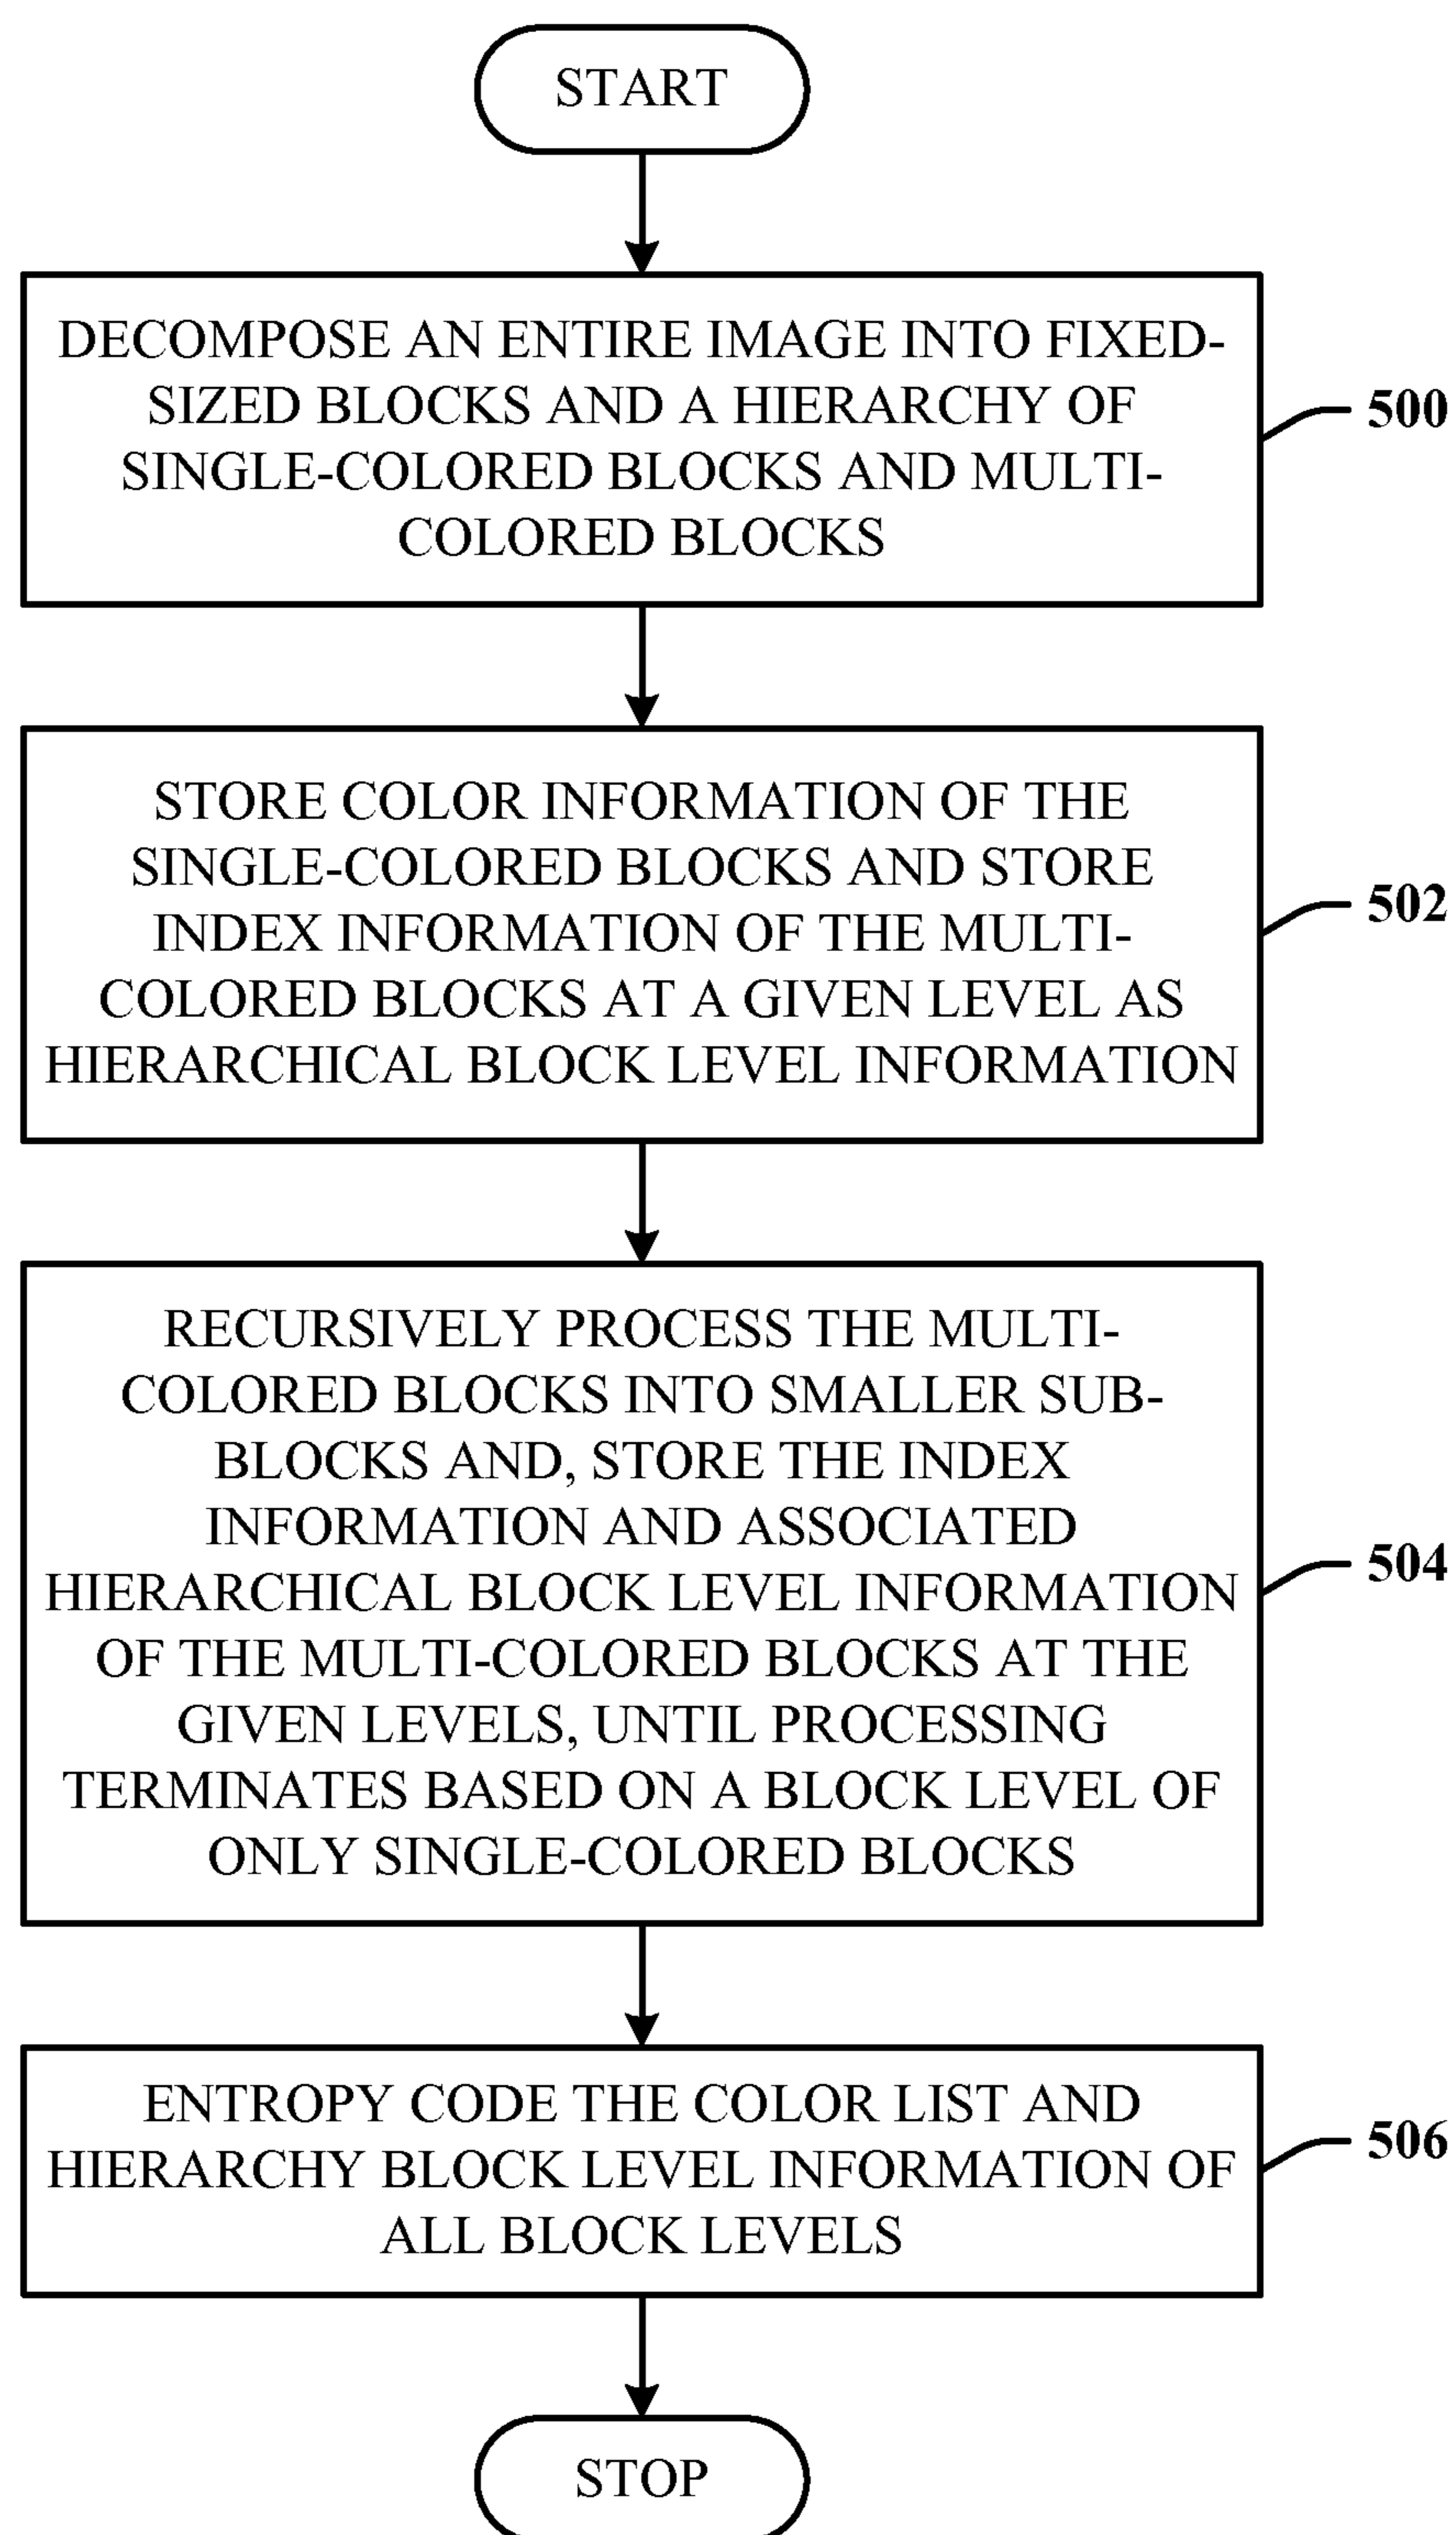 START
DECOMPOSE AN ENTIRE IMAGE INTO FIXED-
SIZED BLOCKS AND A HIERARCHY OF
SINGLE-COLORED BLOCKS AND MULTI-
COLORED BLOCKS
500
STORE COLOR INFORMATION OF THE
SINGLE-COLORED BLOCKS AND STORE
INDEX INFORMATION OF THE MULTI-
COLORED BLOCKS AT A GIVEN LEVEL AS
HIERARCHICAL BLOCK LEVEL INFORMATION
502
RECURSIVELY PROCESS THE MULTI-
COLORED BLOCKS INTO SMALLER SUB-
BLOCKS AND, STORE THE INDEX
INFORMATION AND ASSOCIATED
HIERARCHICAL BLOCK LEVEL INFORMATION
OF THE MULTI-COLORED BLOCKS AT THE
GIVEN LEVELS, UNTIL PROCESSING
TERMINATES BASED ON A BLOCK LEVEL OF
ONLY SINGLE-COLORED BLOCKS
504
ENTROPY CODE THE COLOR LIST AND
HIERARCHY BLOCK LEVEL INFORMATION OF
ALL BLOCK LEVELS
506
STOP